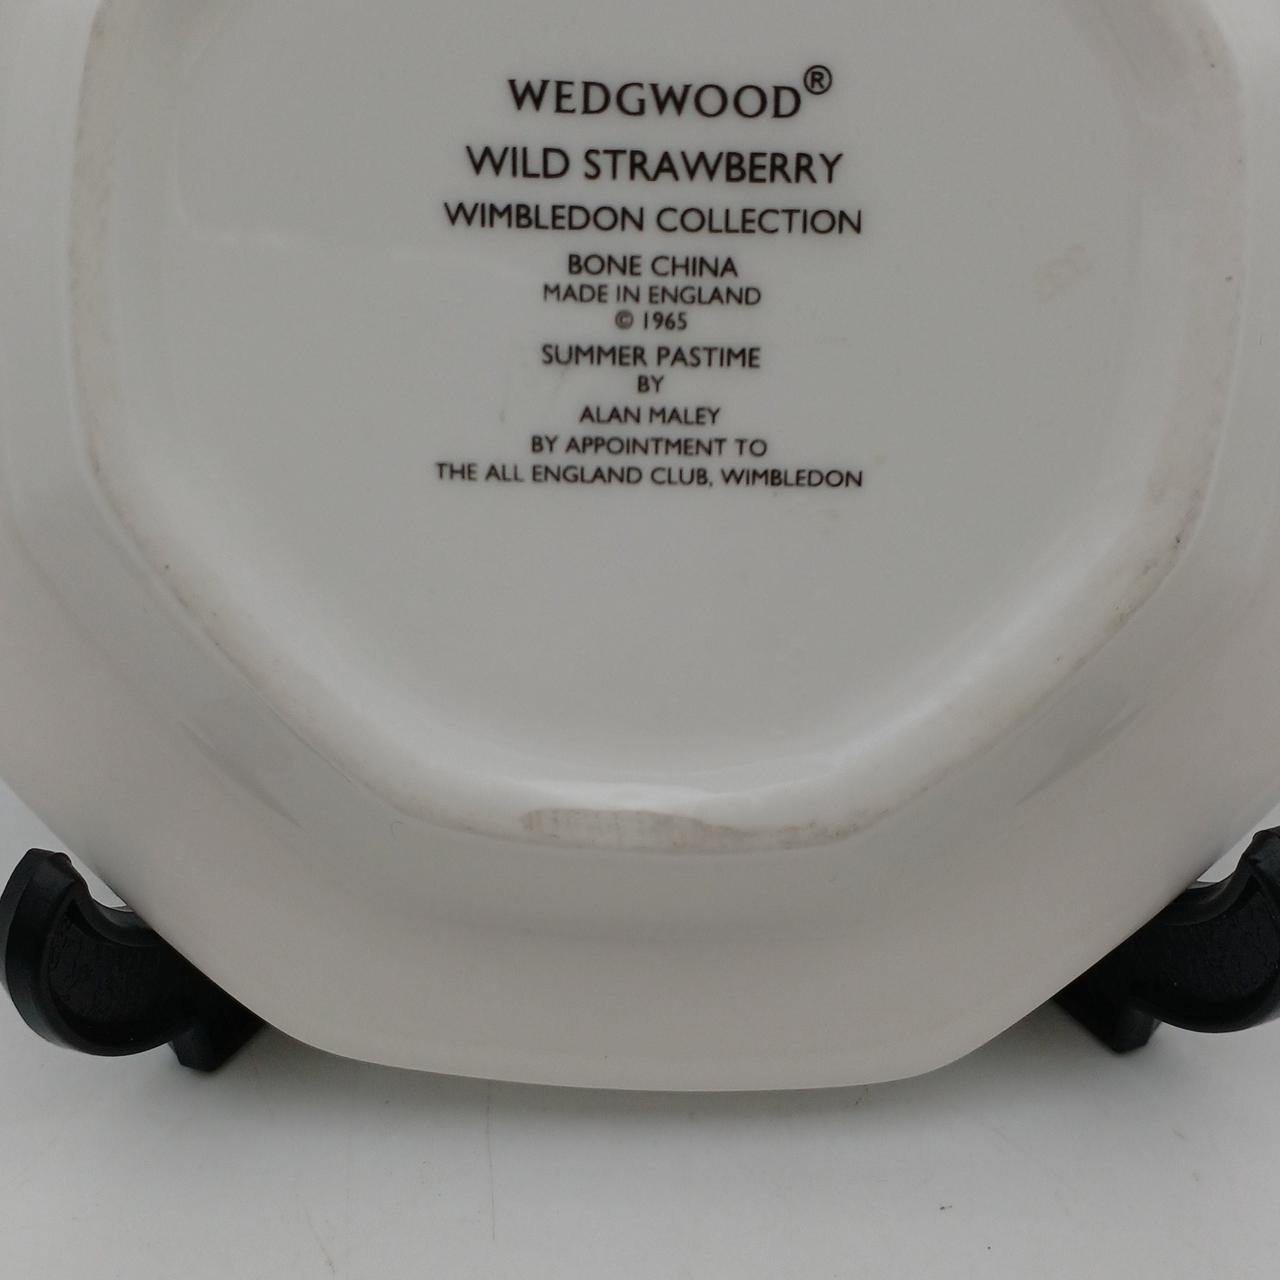 WEDGWOOD®
WILD STRAWBERRY
WIMBLEDON COLLECTION
BONE CHINA
MADE IN ENGLAND
© 1965
SUMMER PASTIME
BY
ALAN MALEY
BY APPOINTMENT TO
THE ALL ENGLAND CLUB, WIMBLEDON